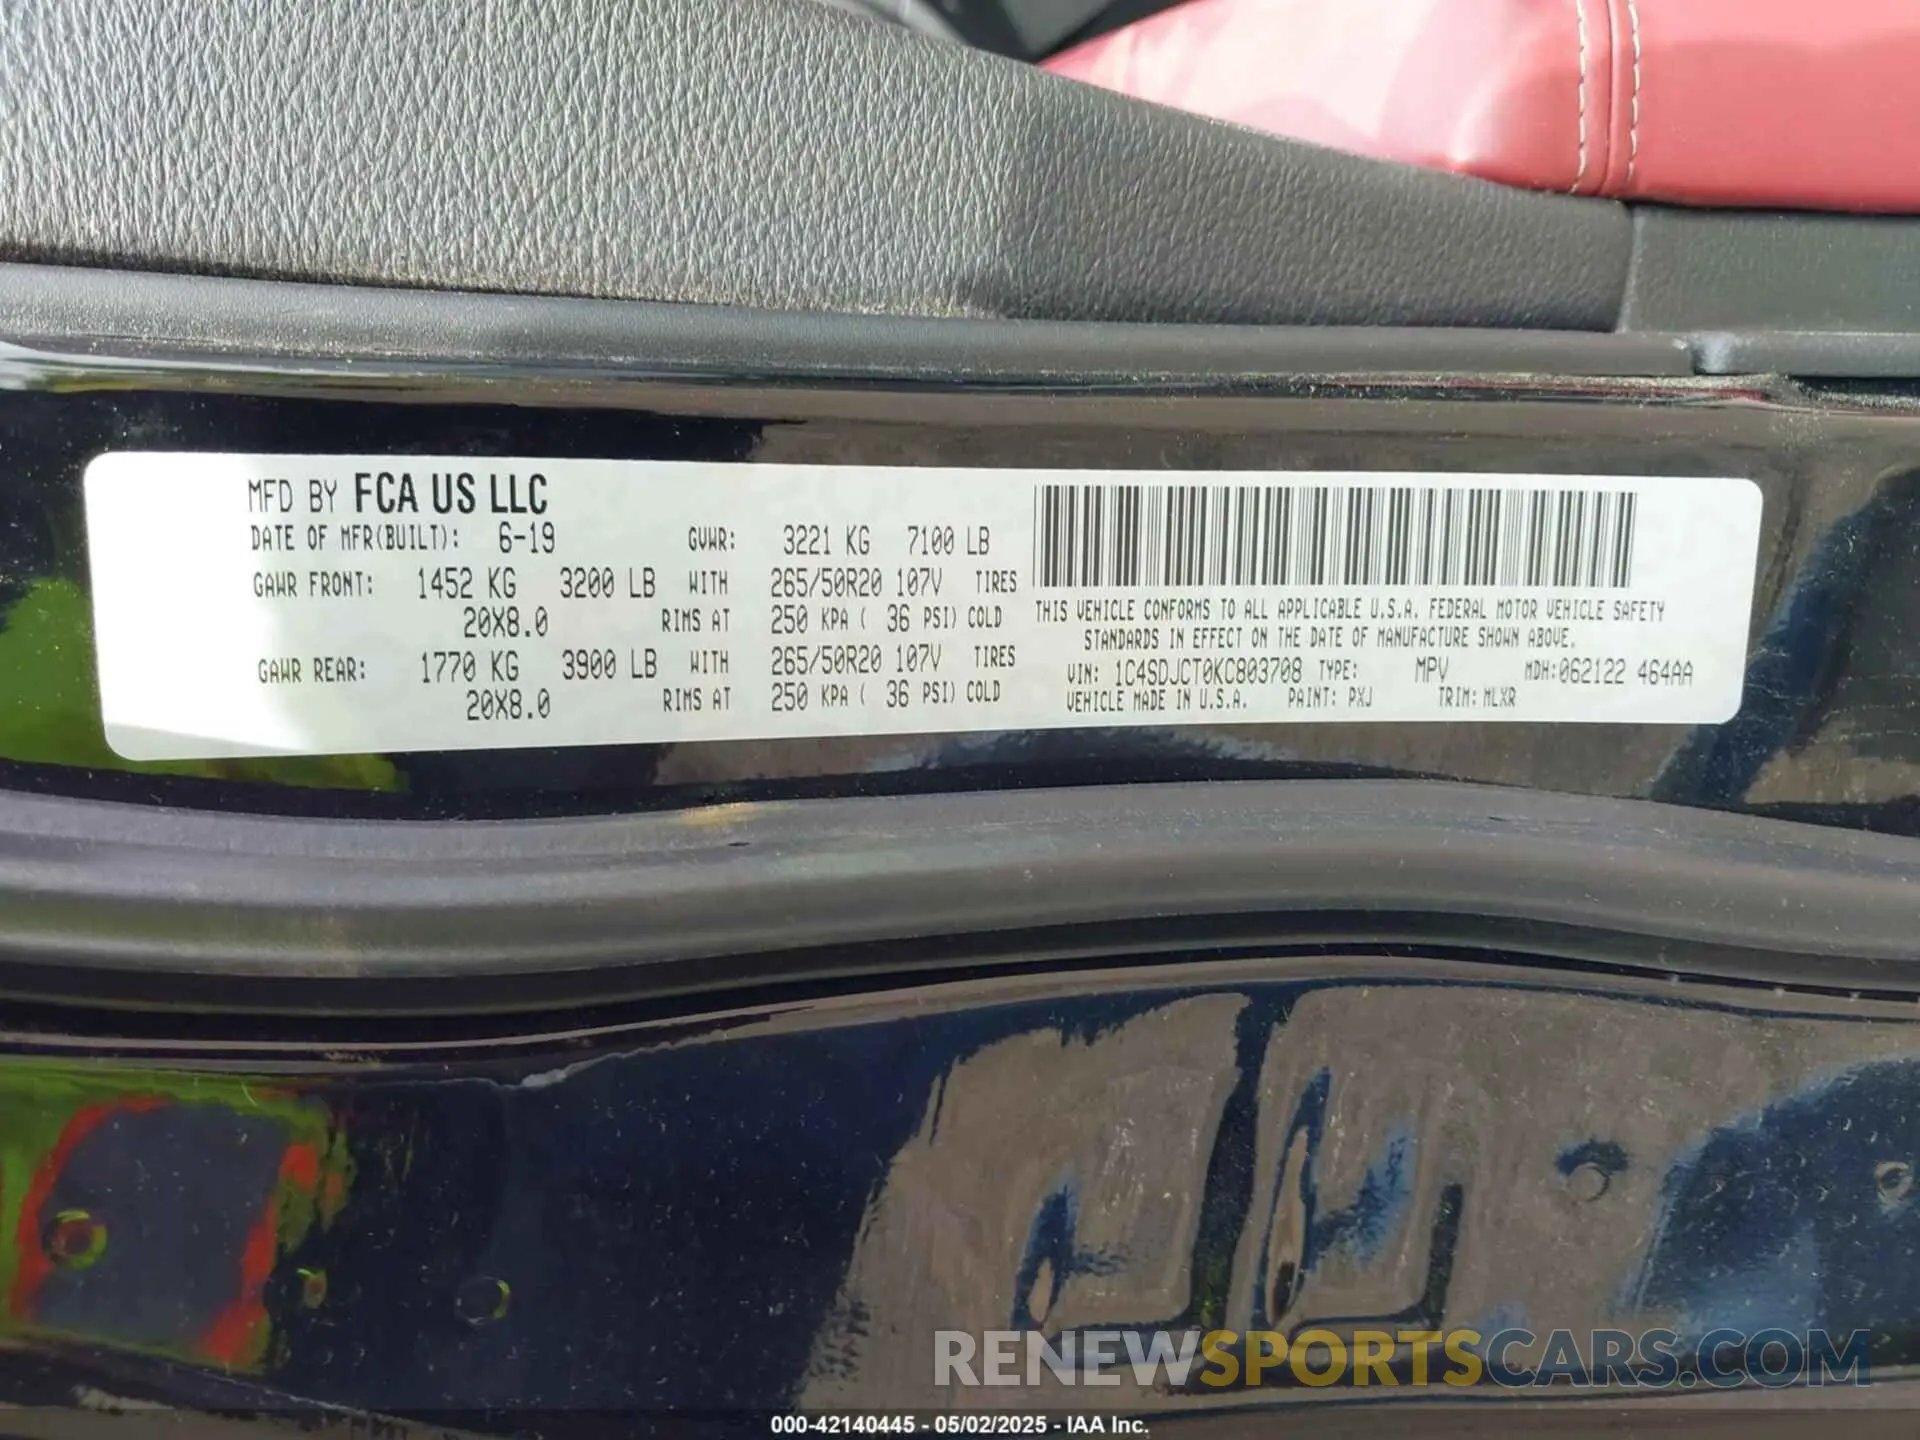 MFD BY FCA US LLC
DATE OF MFR(BUILT): 6-19 GVWR: 3221 KG 7100 LB
GAWR FRONT: 1452 KG 3200 LB WITH 265/50R20 107V TIRES
20X8.0 RIMS AT 250 KPA ( 36 PSI) COLD
GAWR REAR: 1770 KG 3900 LB WITH 265/50R20 107V TIRES
20X8.0 RIMS AT 250 KPA ( 36 PSI) COLD
THIS VEHICLE CONFORMS TO ALL APPLICABLE U.S.A. FEDERAL MOTOR VEHICLE SAFETY
STANDARDS IN EFFECT ON THE DATE OF MANUFACTURE SHOWN ABOVE.
VIN: 1C4SDJCT0KC803708 TYPE: MPV MDH:062122 464AA
VEHICLE MADE IN U.S.A. PAINT: PXJ TRIM: MLXR
RENEWSPORTSCARS.COM
000-42140445 - 05/02/2025 - IAA Inc.